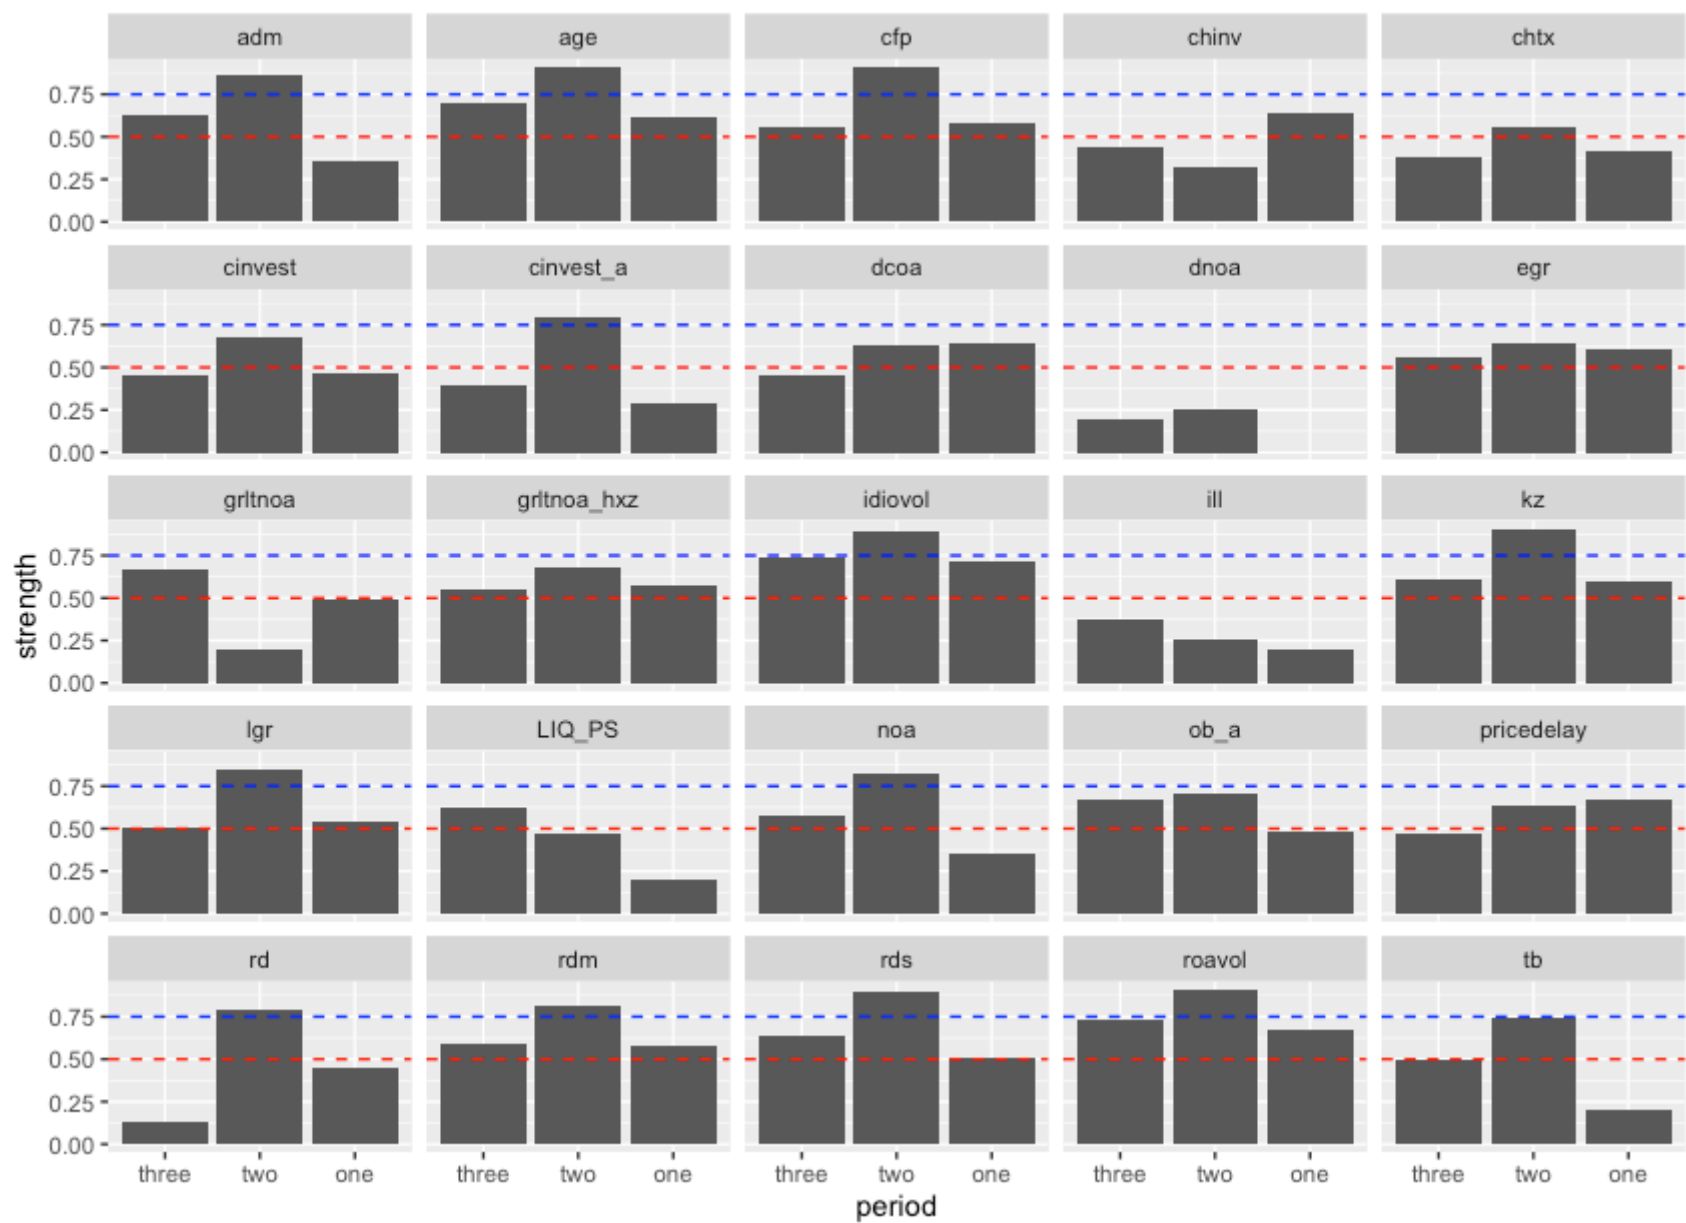 adm age cfp chinv chtx
0.75
0.50
0.25
0.00
cinvest cinvest_a dcoa dnoa egr
0.75
0.50
0.25
0.00
grltnoa grltnoa_hxz idiovol ill kz
0.75
0.50
0.25
0.00
strength
lgr LIQ_PS noa ob_a pricedelay
0.75
0.50
0.25
0.00
rd rdm rds roavol tb
0.75
0.50
0.25
0.00
three two one three two one three two one three two one three two one
period